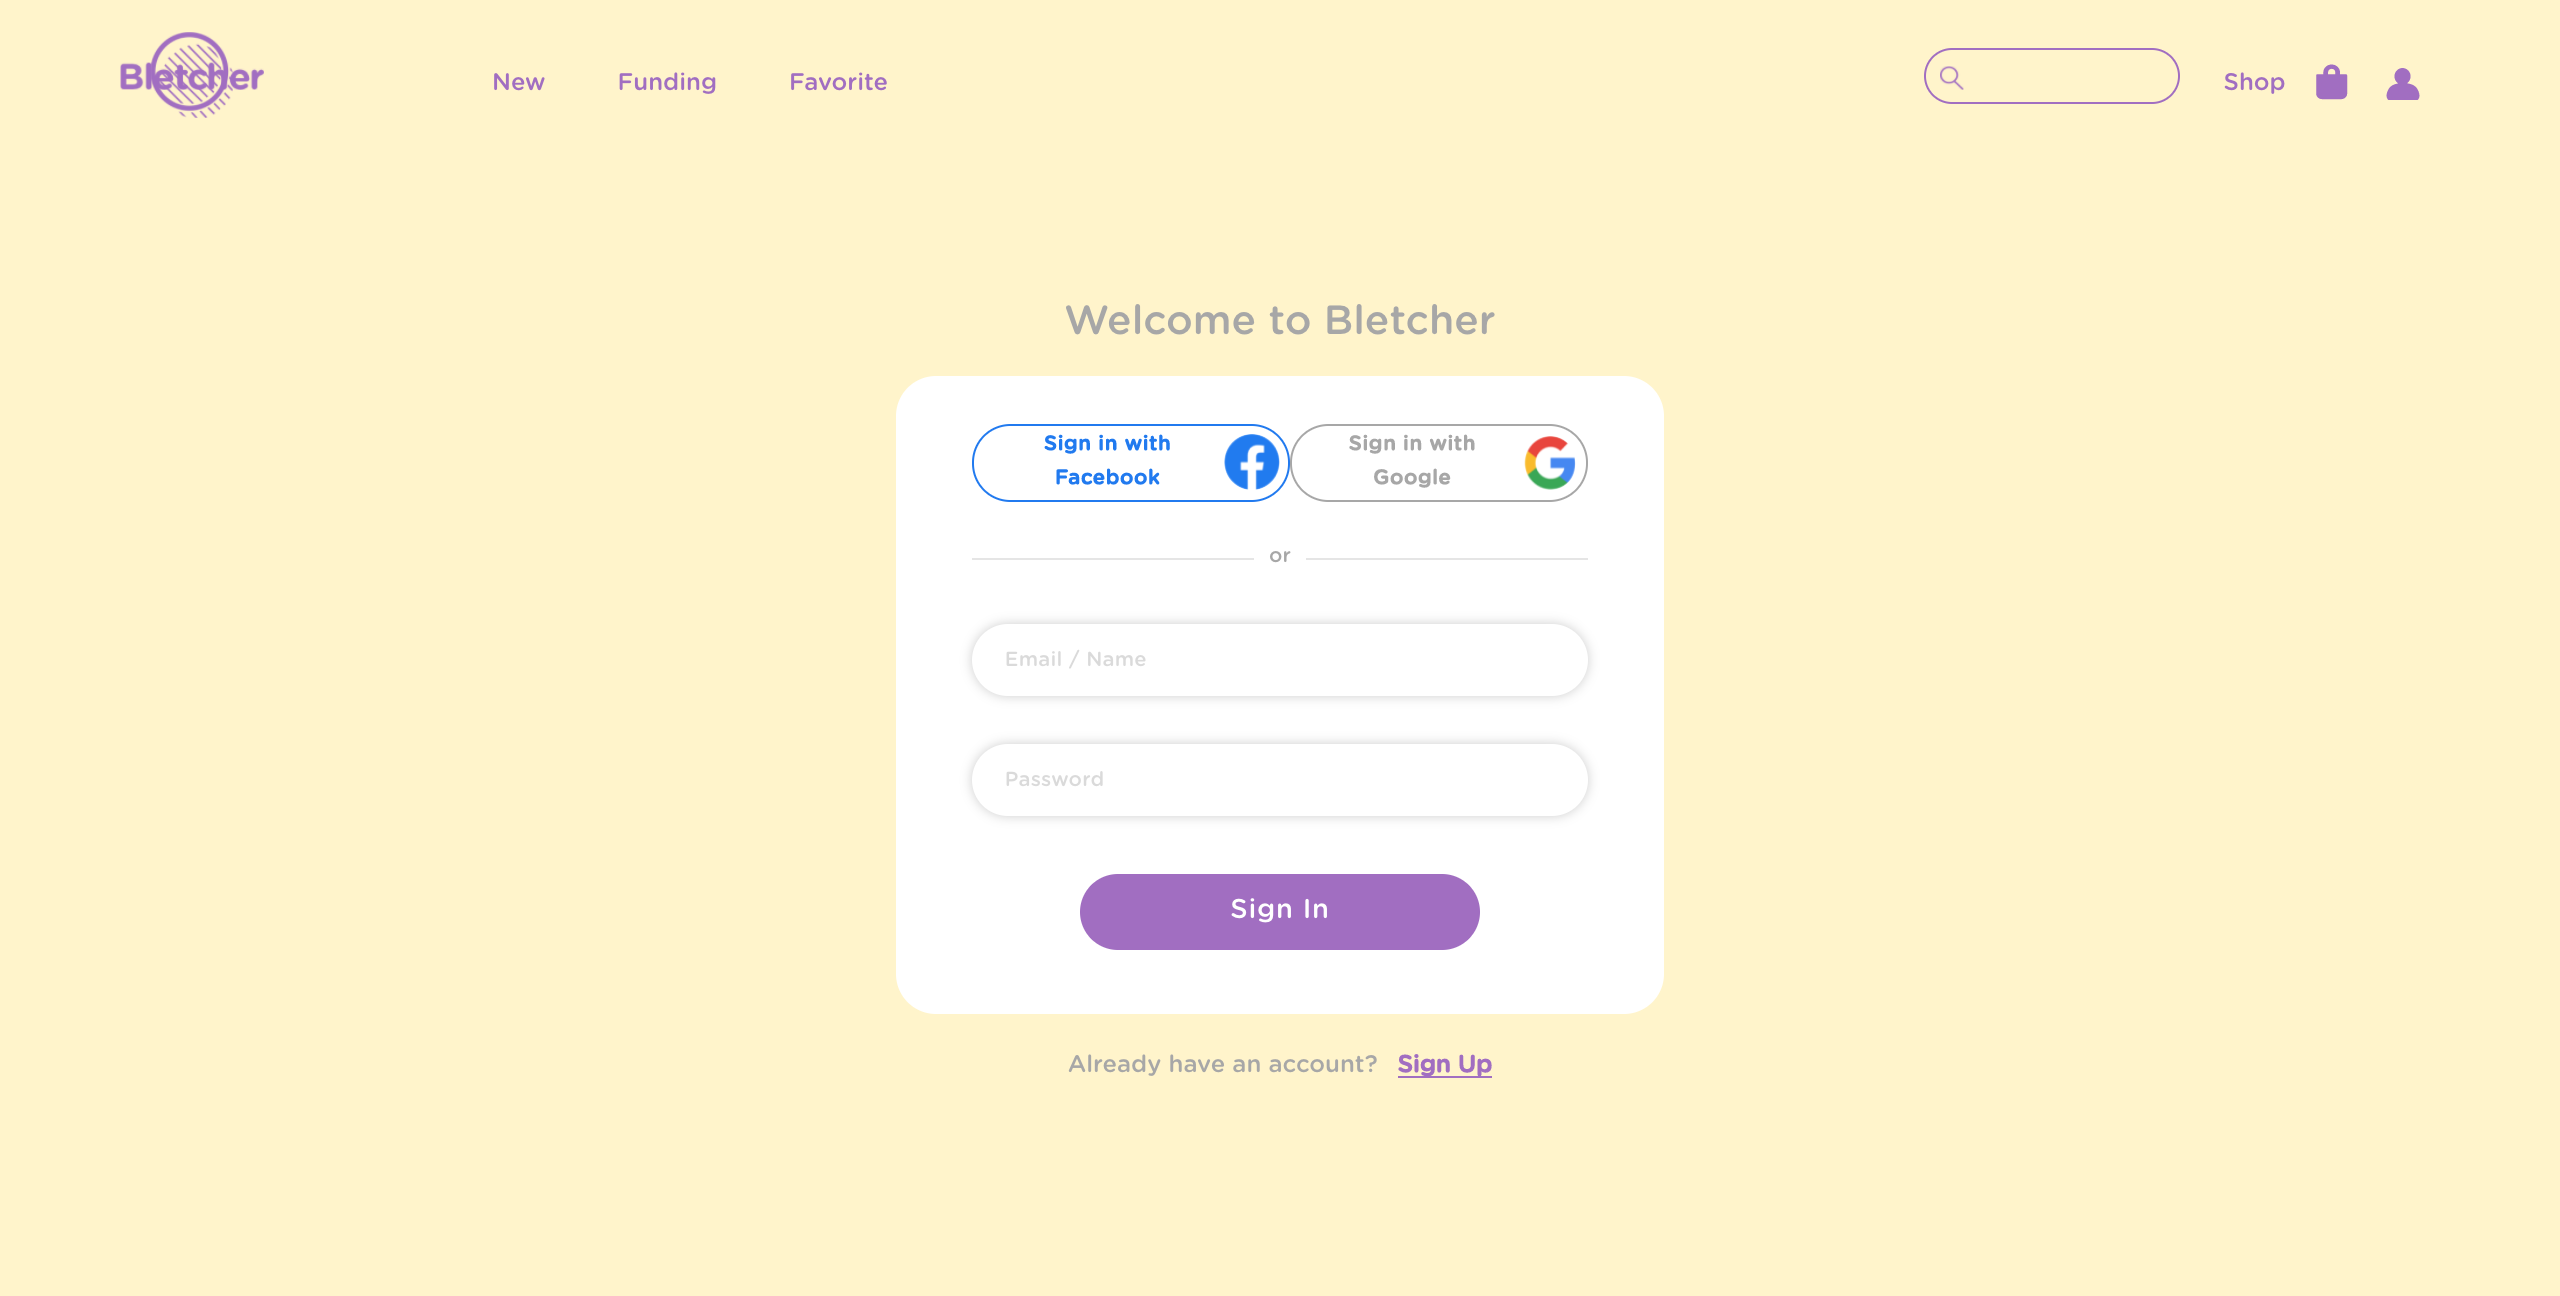 Bletcher
New
Funding
Favorite
Shop
Welcome to Bletcher
Sign in with
Facebook
Sign in with
Google
or
Email / Name
Password
Sign In
Already have an account? Sign Up